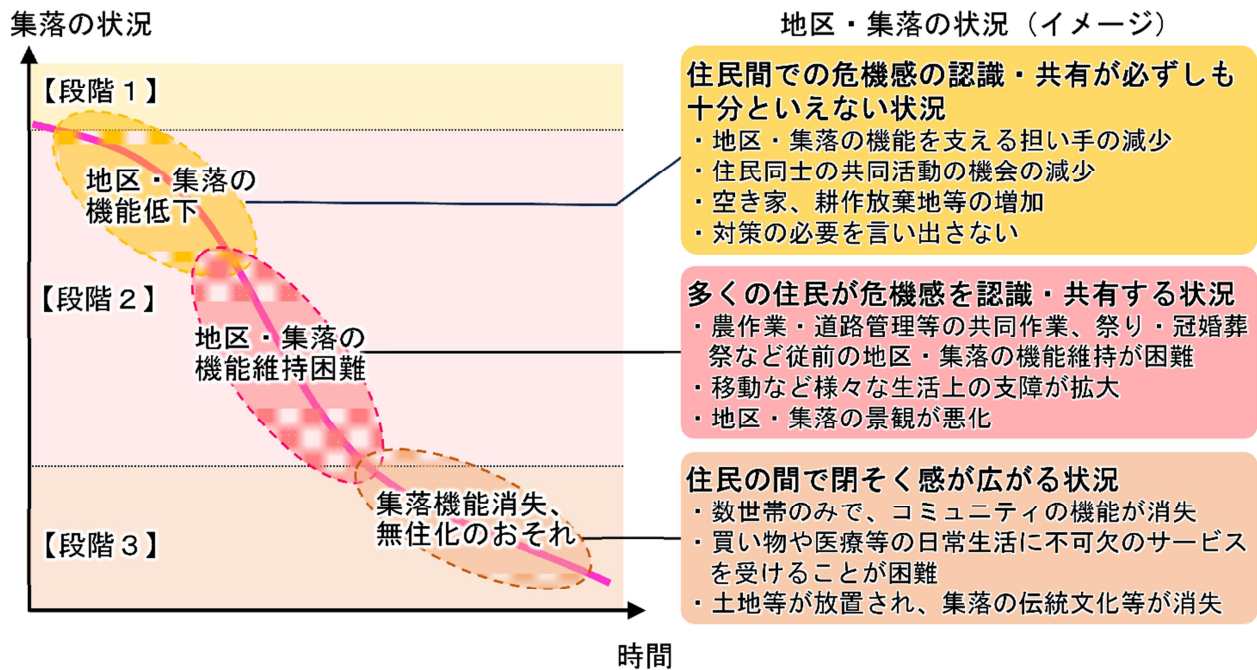 集落の状況
【段階１】
地区・集落の
機能低下
【段階２】
地区・集落の
機能維持困難
【段階３】
集落機能消失、
無住化のおそれ
時間
地区・集落の状況（イメージ）
住民間での危機感の認識・共有が必ずしも
十分といえない状況
・地区・集落の機能を支える担い手の減少
・住民同士の共同活動の機会の減少
・空き家、耕作放棄地等の増加
・対策の必要を言い出さない
多くの住民が危機感を認識・共有する状況
・農作業・道路管理等の共同作業、祭り・冠婚葬
祭など従前の地区・集落の機能維持が困難
・移動など様々な生活上の支障が拡大
・地区・集落の景観が悪化
住民の間で閉そく感が広がる状況
・数世帯のみで、コミュニティの機能が消失
・買い物や医療等の日常生活に不可欠のサービス
を受けることが困難
・土地等が放置され、集落の伝統文化等が消失